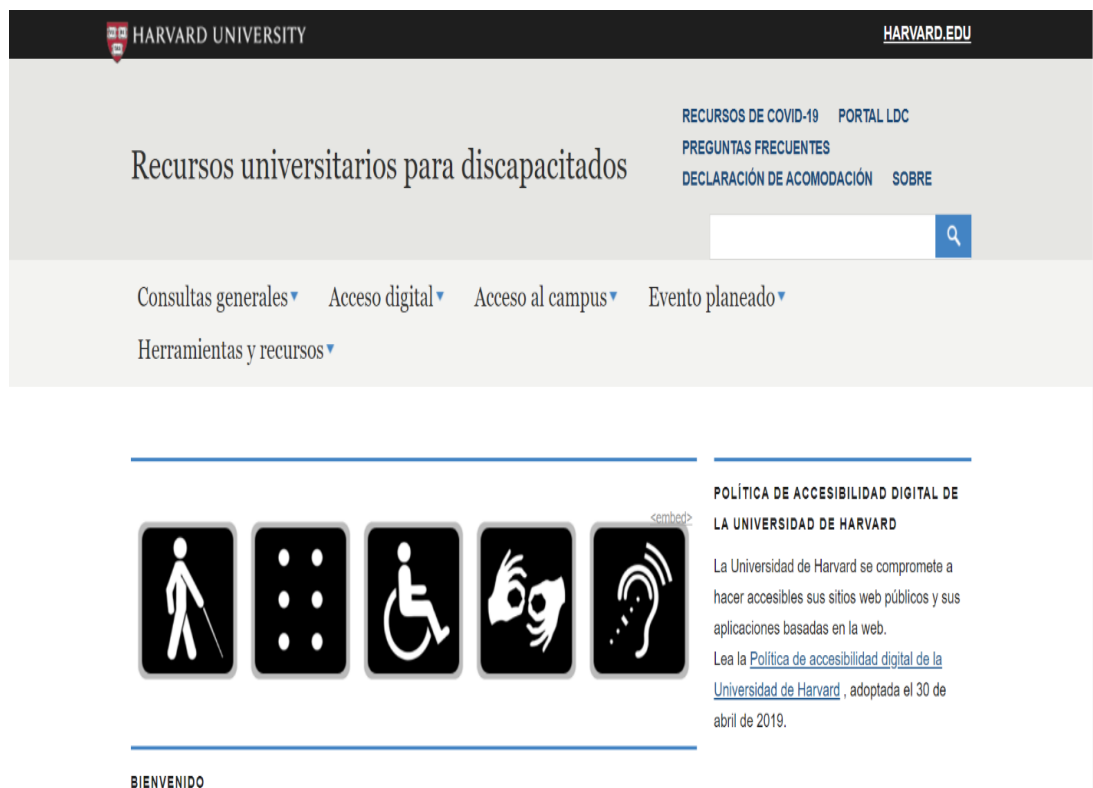 HARVARD UNIVERSITY
HARVARD.EDU
Recursos universitarios para discapacitados
RECURSOS DE COVID-19 PORTAL LDC
PREGUNTAS FRECUENTES
DECLARACIÓN DE ACOMODACIÓN SOBRE
Consultas generales Acceso digital Acceso al campus Evento planeado
Herramientas y recursos
<embed>
POLÍTICA DE ACCESIBILIDAD DIGITAL DE
LA UNIVERSIDAD DE HARVARD
La Universidad de Harvard se compromete a
hacer accesibles sus sitios web públicos y sus
aplicaciones basadas en la web.
Lea la Política de accesibilidad digital de la
Universidad de Harvard , adoptada el 30 de
abril de 2019.
BIENVENIDO